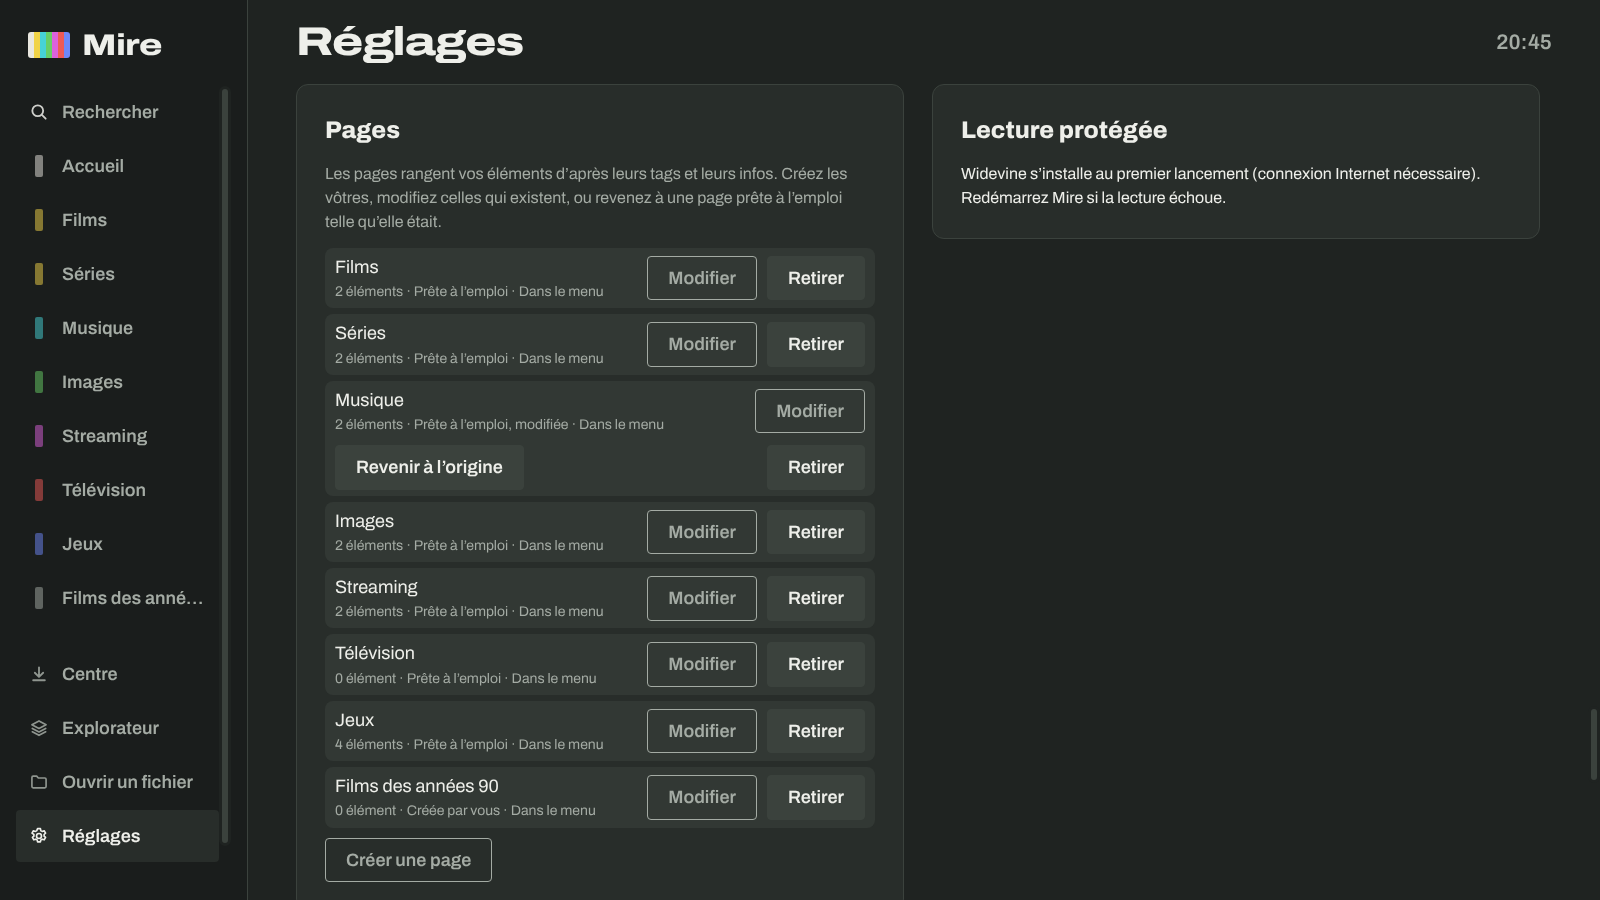 Mire
Rechercher
Accueil
Films
Séries
Musique
Images
Streaming
Télévision
Jeux
Films des anné…
Centre
Explorateur
Ouvrir un fichier
Réglages
Réglages
20:45
Pages
Les pages rangent vos éléments d’après leurs tags et leurs infos. Créez les
vôtres, modifiez celles qui existent, ou revenez à une page prête à l’emploi
telle qu’elle était.
Films
2 éléments · Prête à l’emploi · Dans le menu
Modifier
Retirer
Séries
2 éléments · Prête à l’emploi · Dans le menu
Modifier
Retirer
Musique
2 éléments · Prête à l’emploi, modifiée · Dans le menu
Modifier
Revenir à l’origine
Retirer
Images
2 éléments · Prête à l’emploi · Dans le menu
Modifier
Retirer
Streaming
2 éléments · Prête à l’emploi · Dans le menu
Modifier
Retirer
Télévision
0 élément · Prête à l’emploi · Dans le menu
Modifier
Retirer
Jeux
4 éléments · Prête à l’emploi · Dans le menu
Modifier
Retirer
Films des années 90
0 élément · Créée par vous · Dans le menu
Modifier
Retirer
Créer une page
Lecture protégée
Widevine s’installe au premier lancement (connexion Internet nécessaire).
Redémarrez Mire si la lecture échoue.